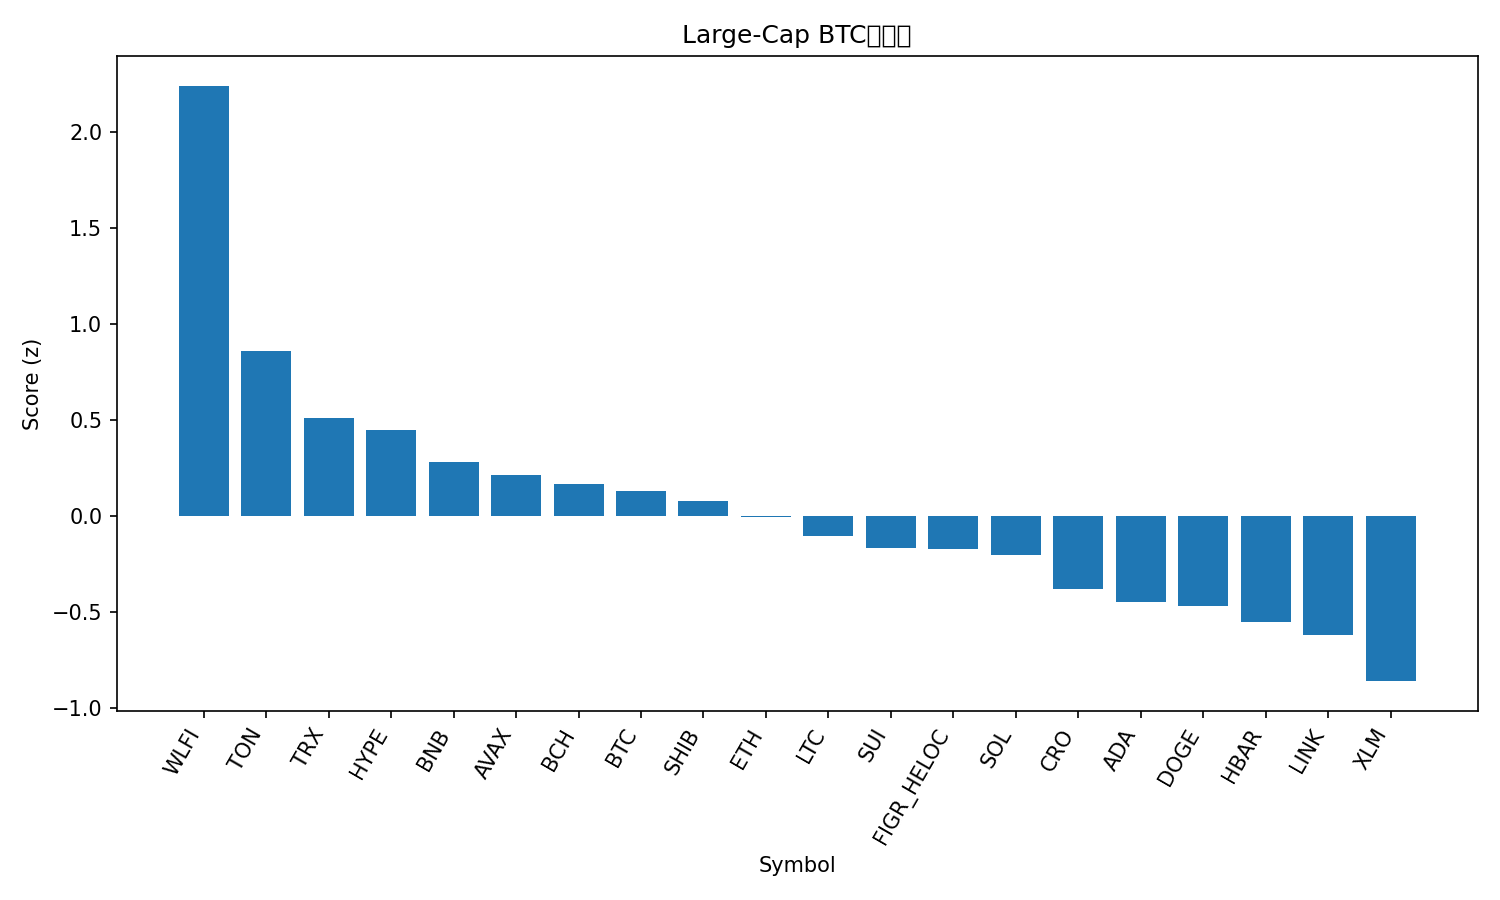 Large-Cap BTC
Score (z)
2.0
1.5
1.0
0.5
0.0
−0.5
−1.0
WLFI
TON
TRX
HYPE
BNB
AVAX
BCH
BTC
SHIB
ETH
LTC
SUI
FIGR_HELOC
SOL
CRO
ADA
DOGE
HBAR
LINK
XLM
Symbol